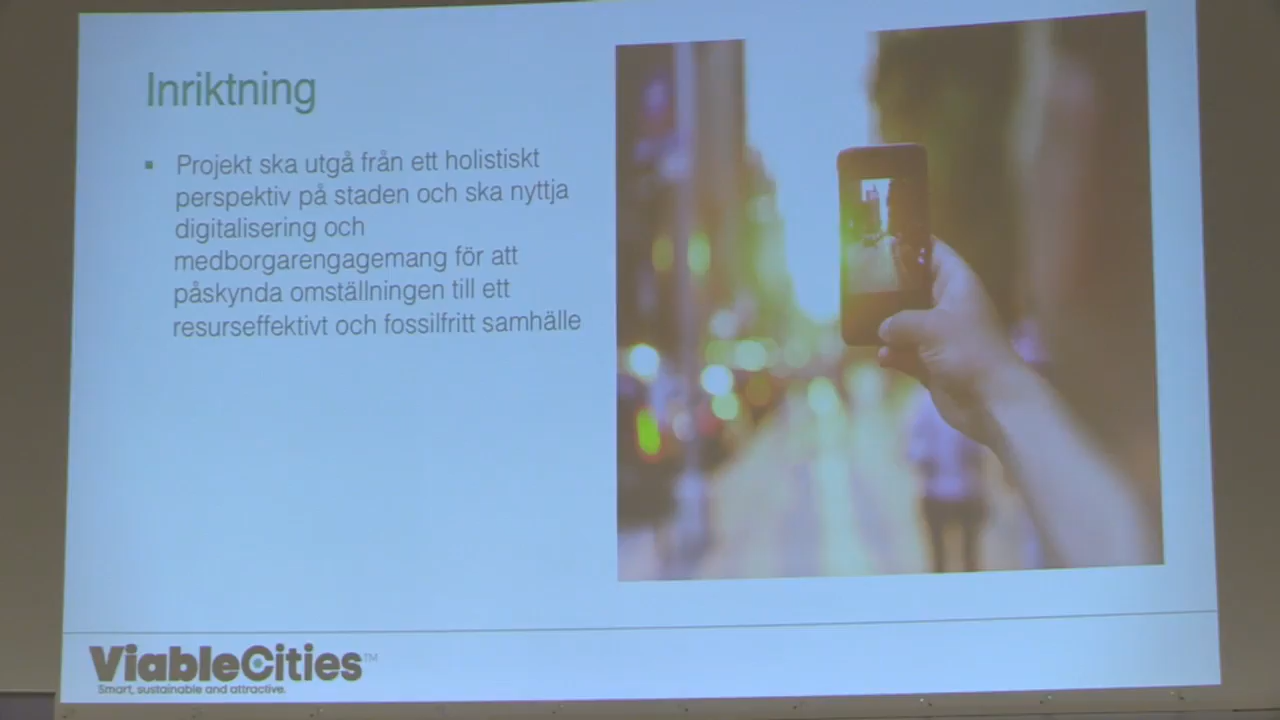 Inriktning
▪ Projekt ska utgå från ett holistiskt
perspektiv på staden och ska nyttja
digitalisering och
medborgarengagemang för att
påskynda omställningen till ett
resurseffektivt och fossilfritt samhälle
ViableCities™
Smart, sustainable and attractive.